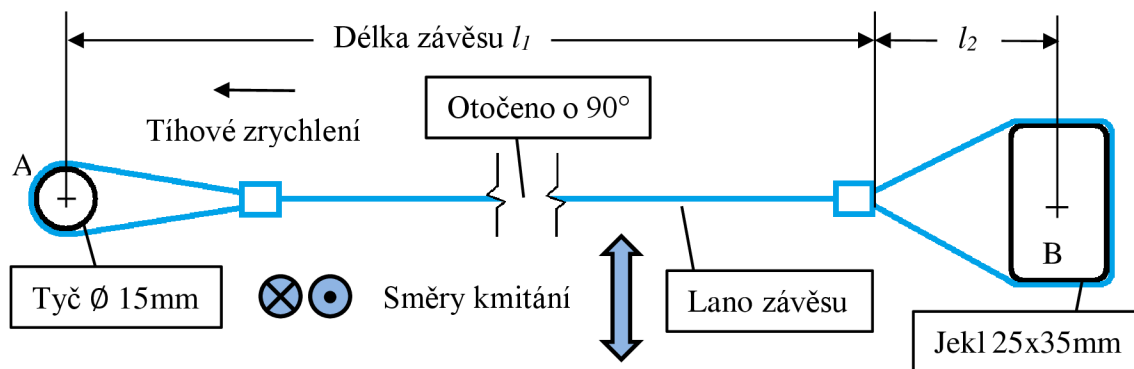 Délka závěsu l1
l2
Otočeno o 90°
Tíhové zrychlení
A
B
Tyč Ø 15mm
Směry kmitání
Lano závěsu
Jekl 25x35mm